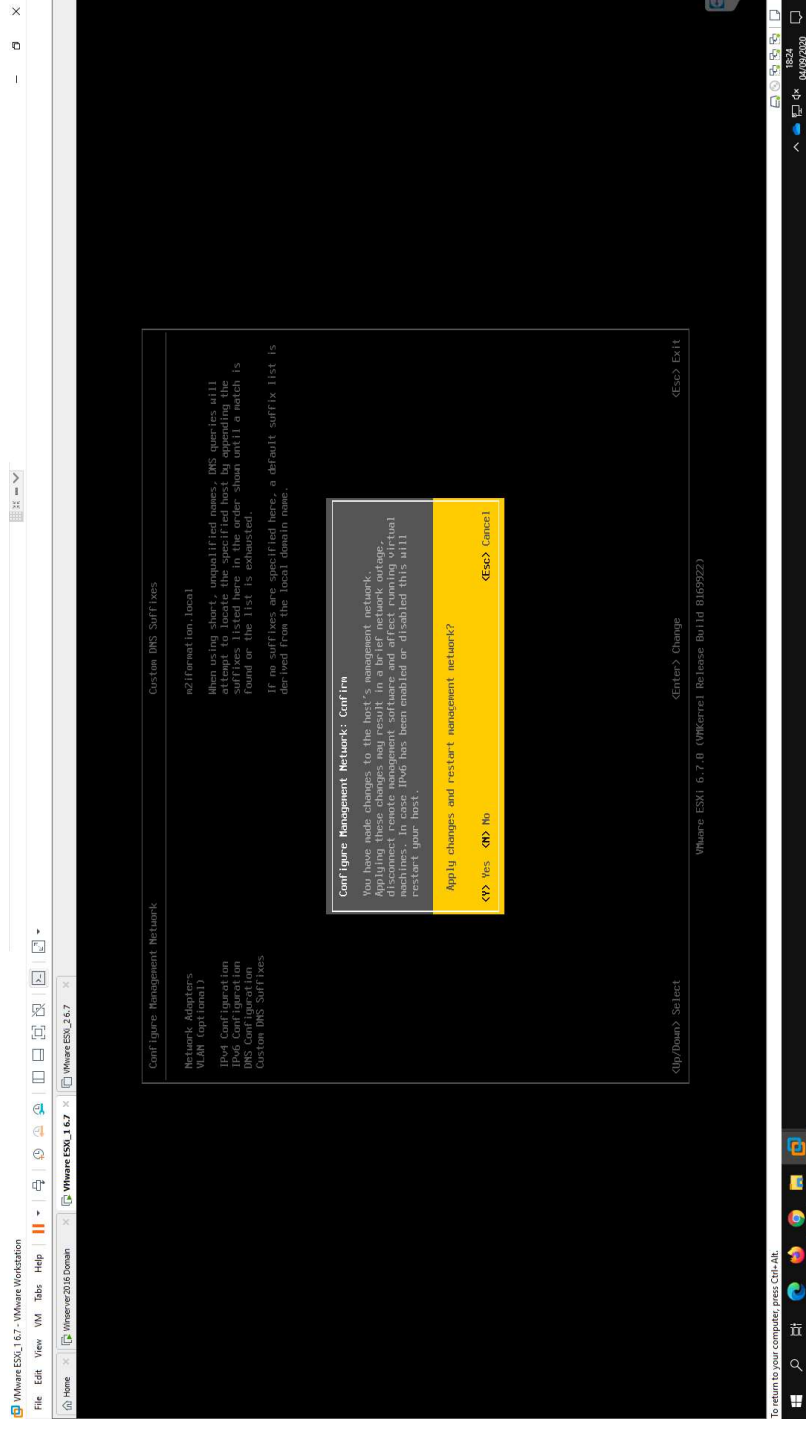 VMware ESXi_1 6.7 - VMware Workstation
File Edit View VM Tabs Help
Home
Winserver2016 Domain
VMware ESXi_1 6.7
VMware ESXi_2 6.7
Configure Management Network
Custom DNS Suffixes
Network Adapters
VLAN (optional)
IPv4 Configuration
IPv6 Configuration
DNS Configuration
Custom DNS Suffixes
m2iformation.local
When using short, unqualified names, DNS queries will
attempt to locate the specified host by appending the
suffixes listed here in the order shown until a match is
found or the list is exhausted.
If no suffixes are specified here, a default suffix list is
derived from the local domain name.
Configure Management Network: Confirm
You have made changes to the host's management network.
Applying these changes may result in a brief network outage,
disconnect remote management software and affect running virtual
machines. In case IPv6 has been enabled or disabled this will
restart your host.
Apply changes and restart management network?
<Y> Yes <N> No <Esc> Cancel
<Up/Down> Select <Enter> Change <Esc> Exit
VMware ESXi 6.7.0 (VMKernel Release Build 8169922)
To return to your computer, press Ctrl+Alt.
18:24
04/09/2020